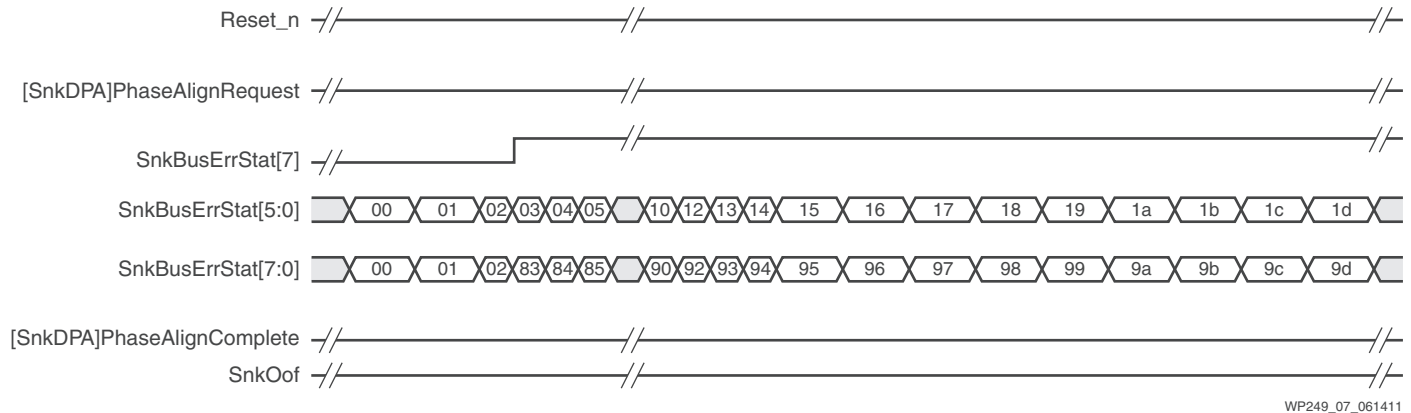 Reset_n
[SnkDPA]PhaseAlignRequest
SnkBusErrStat[7]
SnkBusErrStat[5:0] 00 01 02 03 04 05 10 12 13 14 15 16 17 18 19 1a 1b 1c 1d
SnkBusErrStat[7:0] 00 01 02 83 84 85 90 92 93 94 95 96 97 98 99 9a 9b 9c 9d
[SnkDPA]PhaseAlignComplete
SnkOof
WP249_07_061411